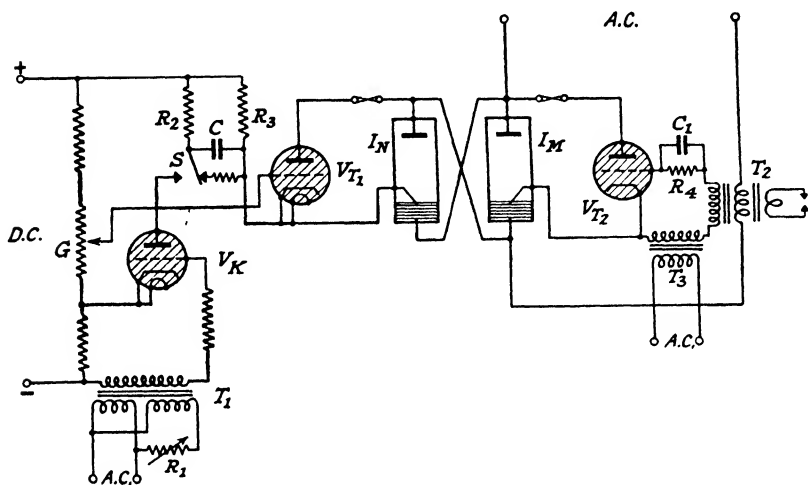 A.C.
+
R2
C
R3
S
VT1
IN
IM
C1
R4
T2
VT2
D.C.
G
VK
T3
A.C.
−
T1
R1
A.C.